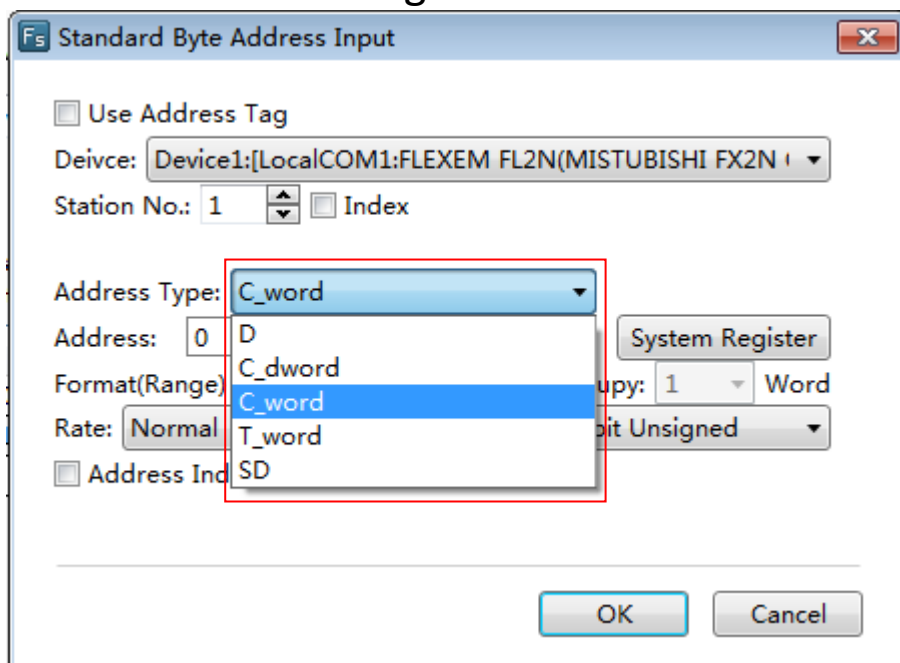 Fs Standard Byte Address Input
Use Address Tag
Deivce: Device1:[LocalCOM1:FLEXEM FL2N(MISTUBISHI FX2N
Station No.: 1 Index
Address Type: C_word
Address: 0 D System Register
C_dword
Format(Range) C_word upy: 1 Word
Rate: Normal T_word bit Unsigned
Address Ind SD
OK Cancel